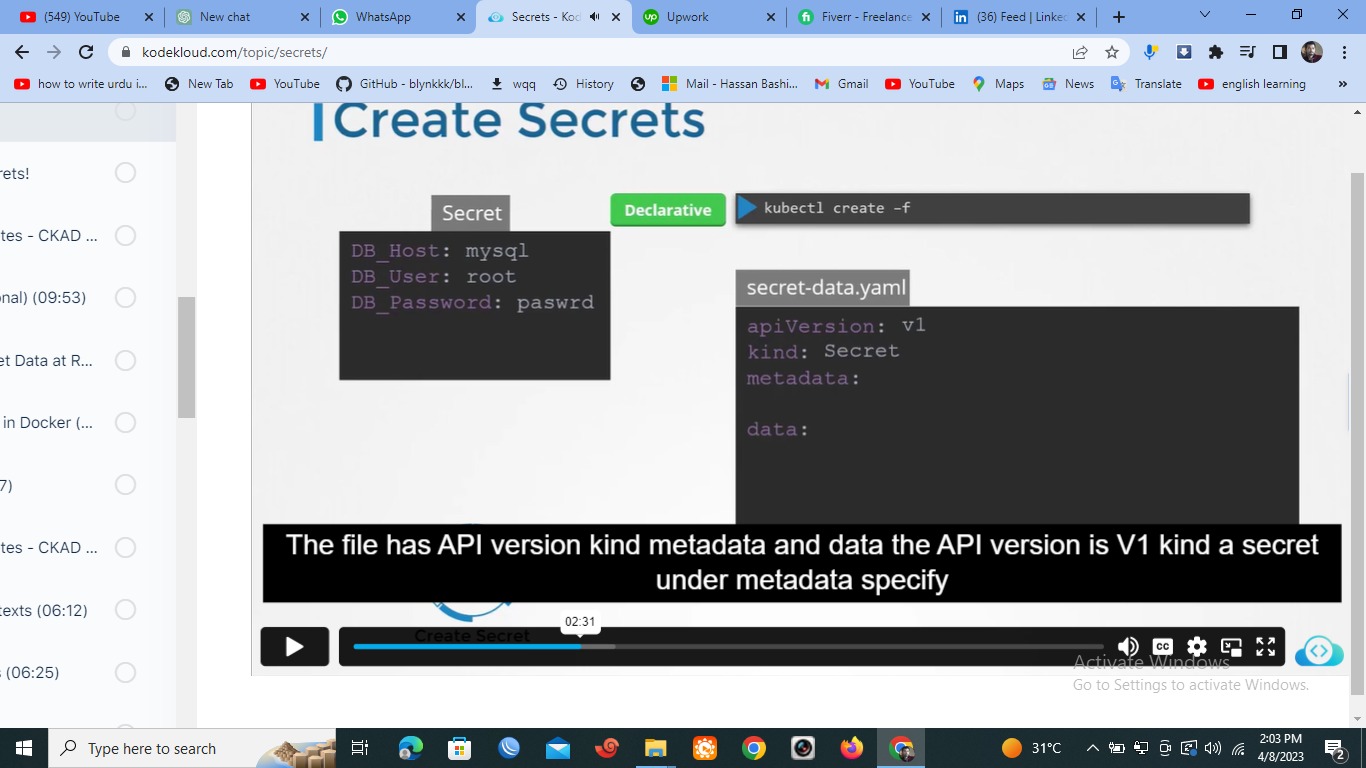 (549) YouTube
New chat
WhatsApp
Secrets - Kod
Upwork
Fiverr - Freelance
(36) Feed | Linke
kodekloud.com/topic/secrets/
how to write urdu i...
New Tab
YouTube
GitHub - blynkkk/bl...
wqq
History
Mail - Hassan Bashi...
Gmail
YouTube
Maps
News
Translate
english learning
»
Create Secrets
rets!
tes - CKAD ...
onal) (09:53)
et Data at R...
in Docker (...
7)
tes - CKAD ...
texts (06:12)
s (06:25)
Secret
DB_Host: mysql
DB_User: root
DB_Password: paswrd
Declarative
kubectl create -f
secret-data.yaml
apiVersion: v1
kind: Secret
metadata:
data:
The file has API version kind metadata and data the API version is V1 kind a secret
under metadata specify
02:31
Create Secret
CC
Activate Windows
Go to Settings to activate Windows.
Type here to search
31°C
2:03 PM
4/8/2023
2